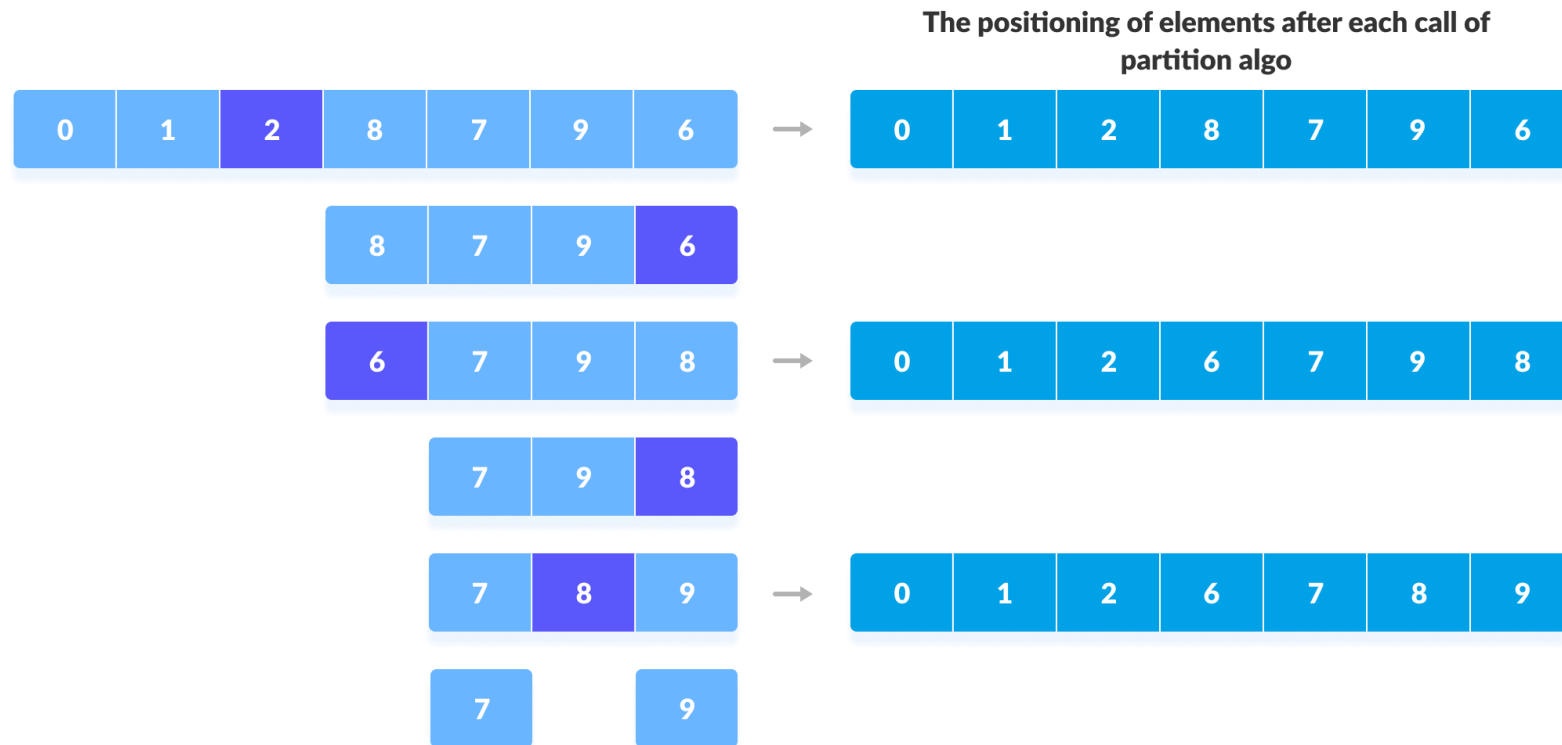 The positioning of elements after each call of
partition algo
0 1 2 8 7 9 6
0 1 2 8 7 9 6
8 7 9 6
6 7 9 8
0 1 2 6 7 9 8
7 9 8
7 8 9
0 1 2 6 7 8 9
7 9